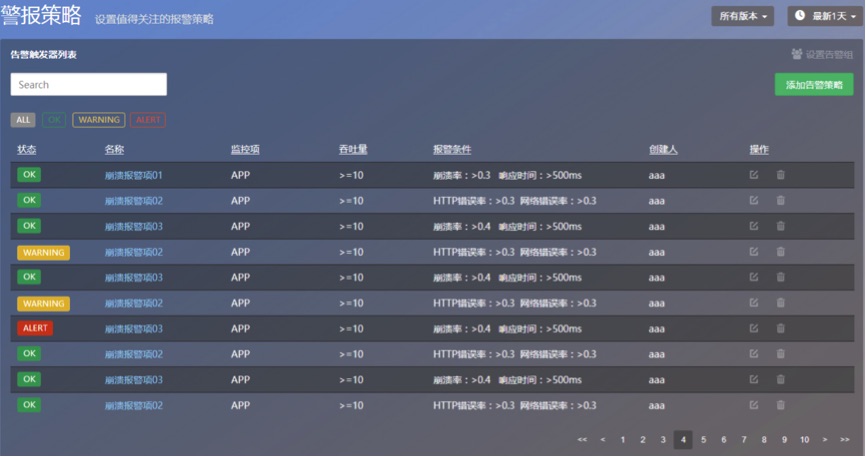 警报策略 设置值得关注的报警策略 所有版本 最新1天
告警触发器列表 设置告警组
Search 添加告警策略
ALL OK WARNING ALERT
状态 名称 监控项 吞吐量 报警条件 创建人 操作
OK 崩溃报警项01 APP >=10 崩溃率：>0.3 响应时间：>500ms aaa
OK 崩溃报警项02 APP >=10 HTTP错误率：>0.3 网络错误率：>0.3 aaa
OK 崩溃报警项03 APP >=10 崩溃率：>0.4 响应时间：>500ms aaa
WARNING 崩溃报警项02 APP >=10 HTTP错误率：>0.3 网络错误率：>0.3 aaa
OK 崩溃报警项03 APP >=10 崩溃率：>0.4 响应时间：>500ms aaa
WARNING 崩溃报警项02 APP >=10 HTTP错误率：>0.3 网络错误率：>0.3 aaa
ALERT 崩溃报警项03 APP >=10 崩溃率：>0.4 响应时间：>500ms aaa
OK 崩溃报警项02 APP >=10 HTTP错误率：>0.3 网络错误率：>0.3 aaa
OK 崩溃报警项03 APP >=10 崩溃率：>0.4 响应时间：>500ms aaa
OK 崩溃报警项02 APP >=10 HTTP错误率：>0.3 网络错误率：>0.3 aaa
<< < 1 2 3 4 5 6 7 8 9 10 > >>